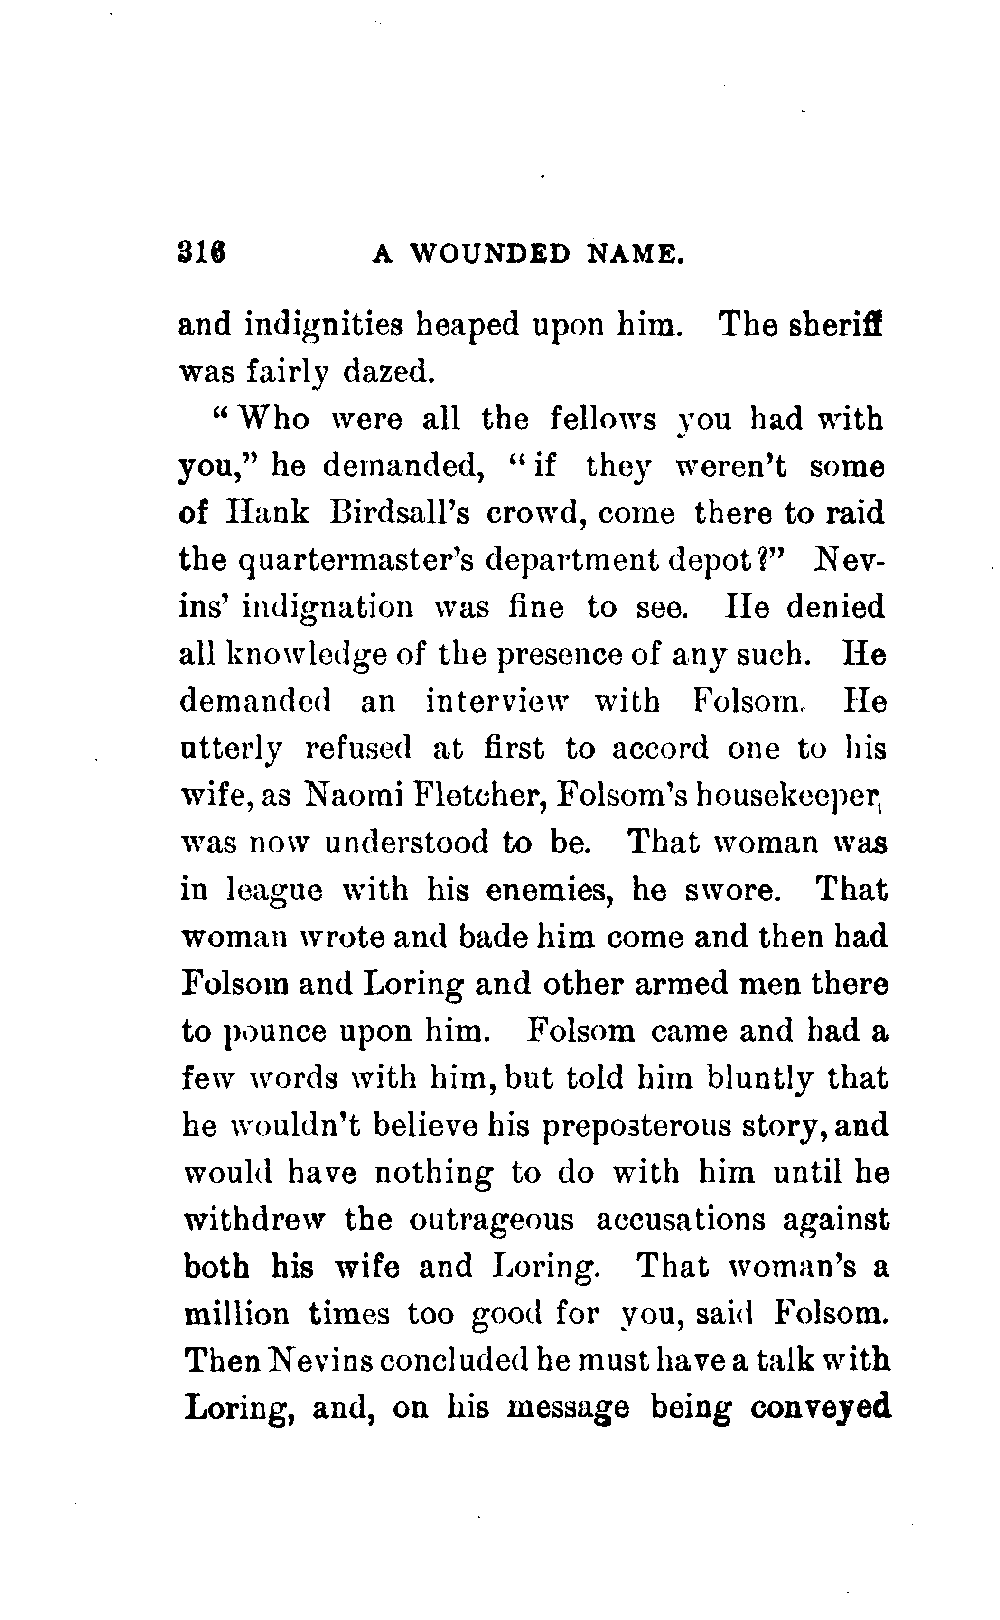 316 A WOUNDED NAME.
and indignities heaped upon him. The sheriff
was fairly dazed.
“Who were all the fellows you had with
you,” he demanded, “if they weren’t some
of Hank Birdsall’s crowd, come there to raid
the quartermaster’s department depot?” Nev-
ins’ indignation was fine to see. He denied
all knowledge of the presence of any such. He
demanded an interview with Folsom. He
utterly refused at first to accord one to his
wife, as Naomi Fletcher, Folsom’s housekeeper,
was now understood to be. That woman was
in league with his enemies, he swore. That
woman wrote and bade him come and then had
Folsom and Loring and other armed men there
to pounce upon him. Folsom came and had a
few words with him, but told him bluntly that
he wouldn’t believe his preposterous story, and
would have nothing to do with him until he
withdrew the outrageous accusations against
both his wife and Loring. That woman’s a
million times too good for you, said Folsom.
Then Nevins concluded he must have a talk with
Loring, and, on his message being conveyed